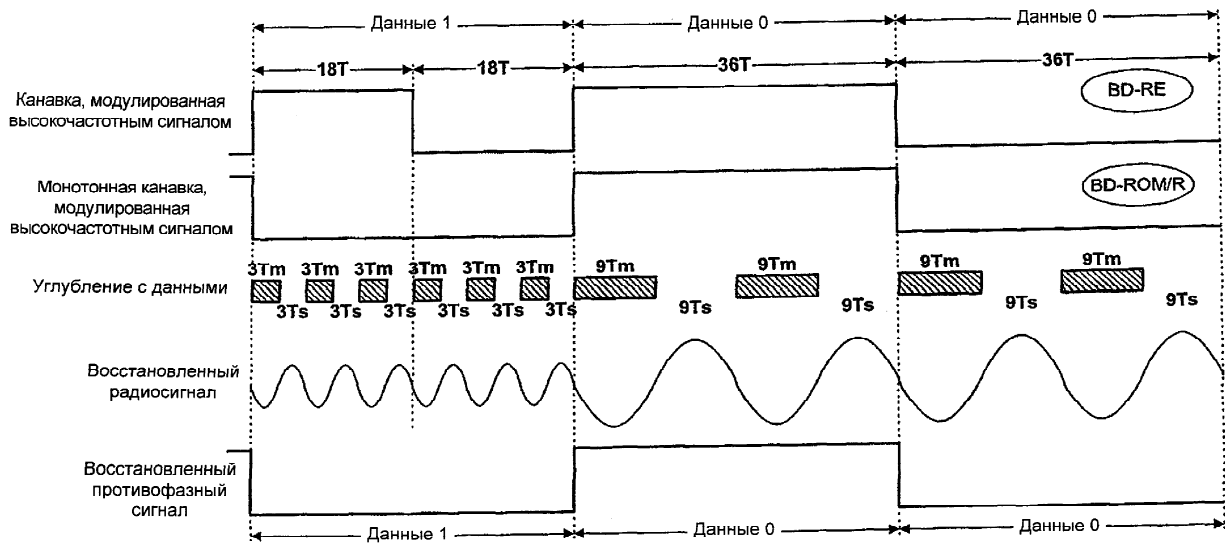 Данные 1
Данные 0
Данные 0
18T
18T
36T
36T
Канавка, модулированная
высокочастотным сигналом
BD-RE
Монотонная канавка,
модулированная
высокочастотным сигналом
BD-ROM/R
Углубление с данными
3Tm 3Tm 3Tm 3Tm 3Tm 3Tm 9Tm 9Tm 9Tm 9Tm
3Ts 3Ts 3Ts 3Ts 3Ts 3Ts 9Ts 9Ts 9Ts 9Ts
Восстановленный
радиосигнал
Восстановленный
противофазный
сигнал
Данные 1
Данные 0
Данные 0